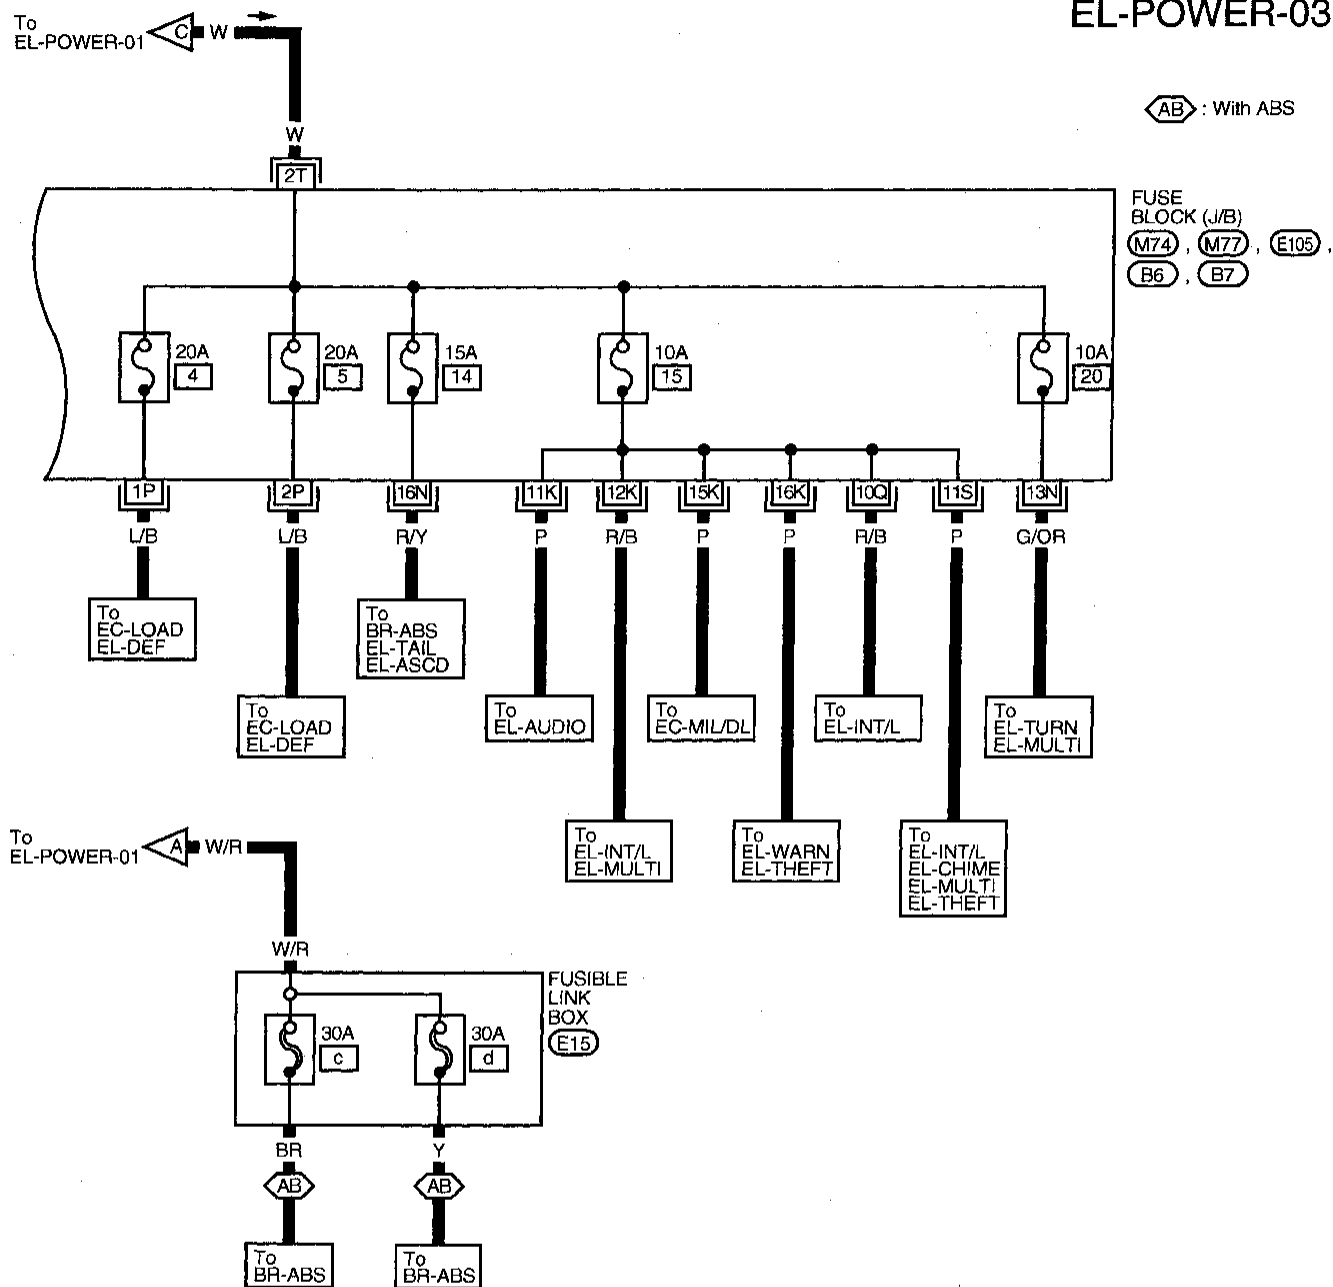 EL-POWER-03
To
EL-POWER-01
C
W
AB : With ABS
W
2T
FUSE
BLOCK (J/B)
M74 , M77 , E105 ,
B6 , B7
20A
4
20A
5
15A
14
10A
15
10A
20
1P
2P
16N
11K
12K
15K
16K
10Q
11S
13N
L/B
L/B
R/Y
P
R/B
P
P
R/B
P
G/OR
To
EC-LOAD
EL-DEF
To
BR-ABS
EL-TAIL
EL-ASCD
To
EC-LOAD
EL-DEF
To
EL-AUDIO
To
EC-MIL/DL
To
EL-INT/L
To
EL-TURN
EL-MULTI
To
EL-INT/L
EL-MULTI
To
EL-WARN
EL-THEFT
To
EL-INT/L
EL-CHIME
EL-MULTI
EL-THEFT
To
EL-POWER-01
A
W/R
W/R
FUSIBLE
LINK
BOX
E15
30A
c
30A
d
BR
Y
AB
AB
To
BR-ABS
To
BR-ABS